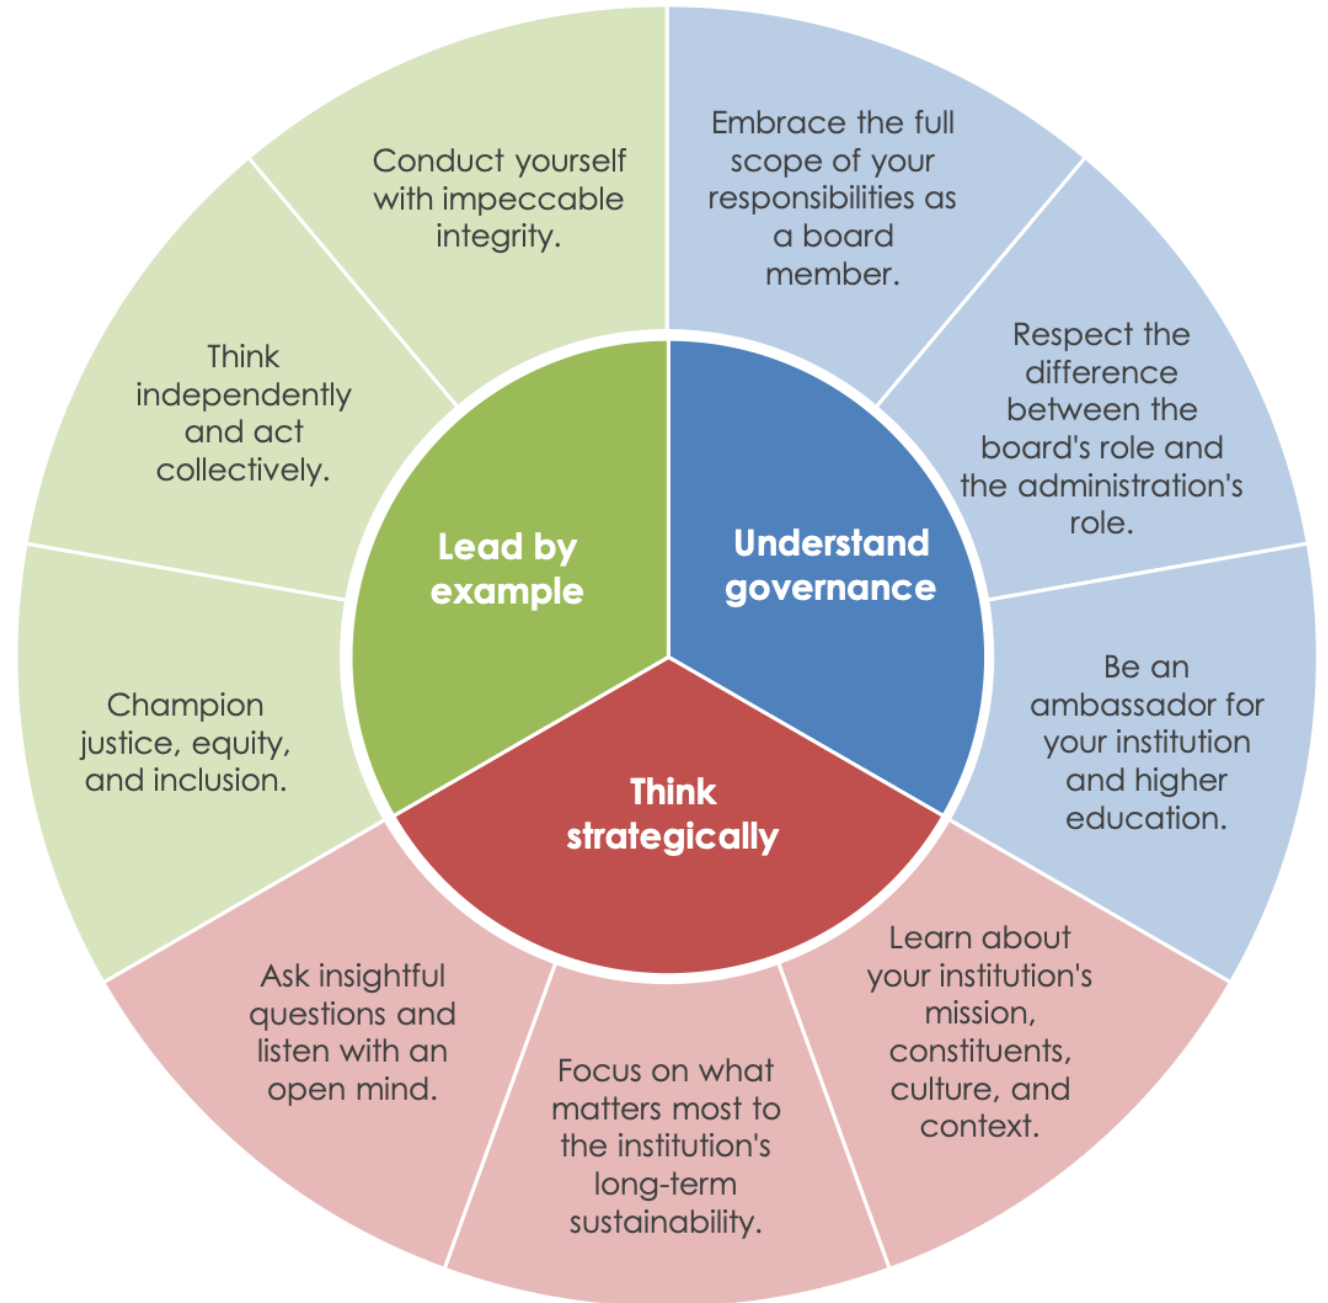 Embrace the full
scope of your
responsibilities as
a board
member.
Respect the
difference
between the
board's role and
the administration's
role.
Be an
ambassador for
your institution
and higher
education.
Learn about
your institution's
mission,
constituents,
culture, and
context.
Focus on what
matters most to
the institution's
long-term
sustainability.
Ask insightful
questions and
listen with an
open mind.
Champion
justice, equity,
and inclusion.
Think
independently
and act
collectively.
Conduct yourself
with impeccable
integrity.
Understand
governance
Think
strategically
Lead by
example